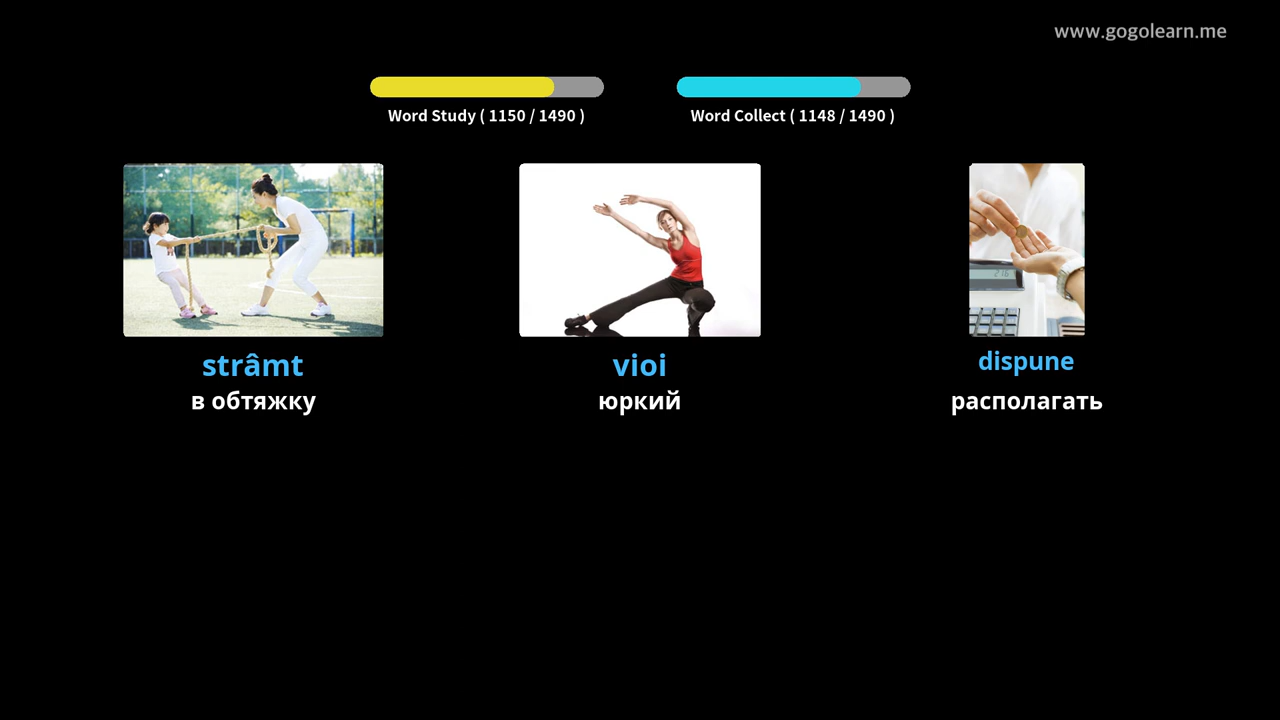 www.gogolearn.me
Word Study ( 1150 / 1490 )
Word Collect ( 1148 / 1490 )
strâmt
в обтяжку
vioi
юркий
dispune
располагать